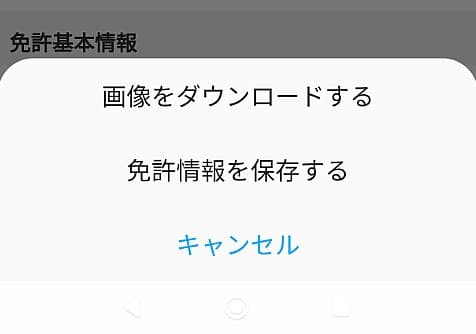 免許基本情報
画像をダウンロードする
免許情報を保存する
キャンセル